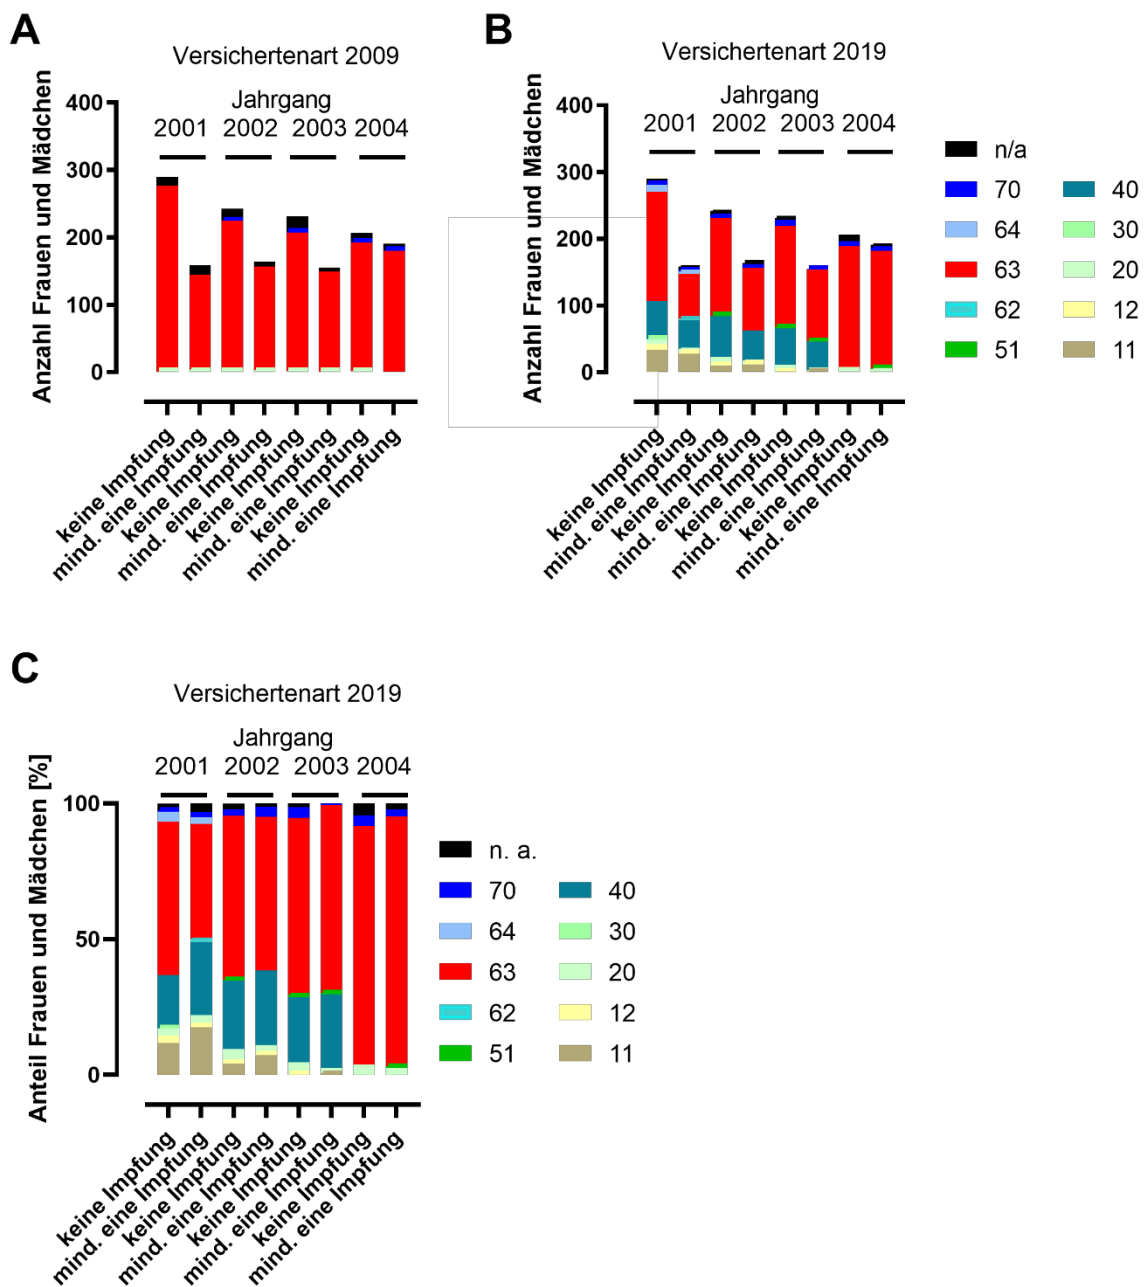 A
Versichertenart 2009
Anzahl Frauen und Mädchen
Jahrgang
2001 2002 2003 2004
400
300
200
100
0
keine Impfung
mind. eine Impfung
keine Impfung
mind. eine Impfung
keine Impfung
mind. eine Impfung
keine Impfung
mind. eine Impfung
B
Versichertenart 2019
Anzahl Frauen und Mädchen
Jahrgang
2001 2002 2003 2004
400
300
200
100
0
keine Impfung
mind. eine Impfung
keine Impfung
mind. eine Impfung
keine Impfung
mind. eine Impfung
keine Impfung
mind. eine Impfung
n/a
70 40
64 30
63 20
62 12
51 11
C
Versichertenart 2019
Anteil Frauen und Mädchen [%]
Jahrgang
2001 2002 2003 2004
100
50
0
keine Impfung
mind. eine Impfung
keine Impfung
mind. eine Impfung
keine Impfung
mind. eine Impfung
keine Impfung
mind. eine Impfung
n. a.
70 40
64 30
63 20
62 12
51 11